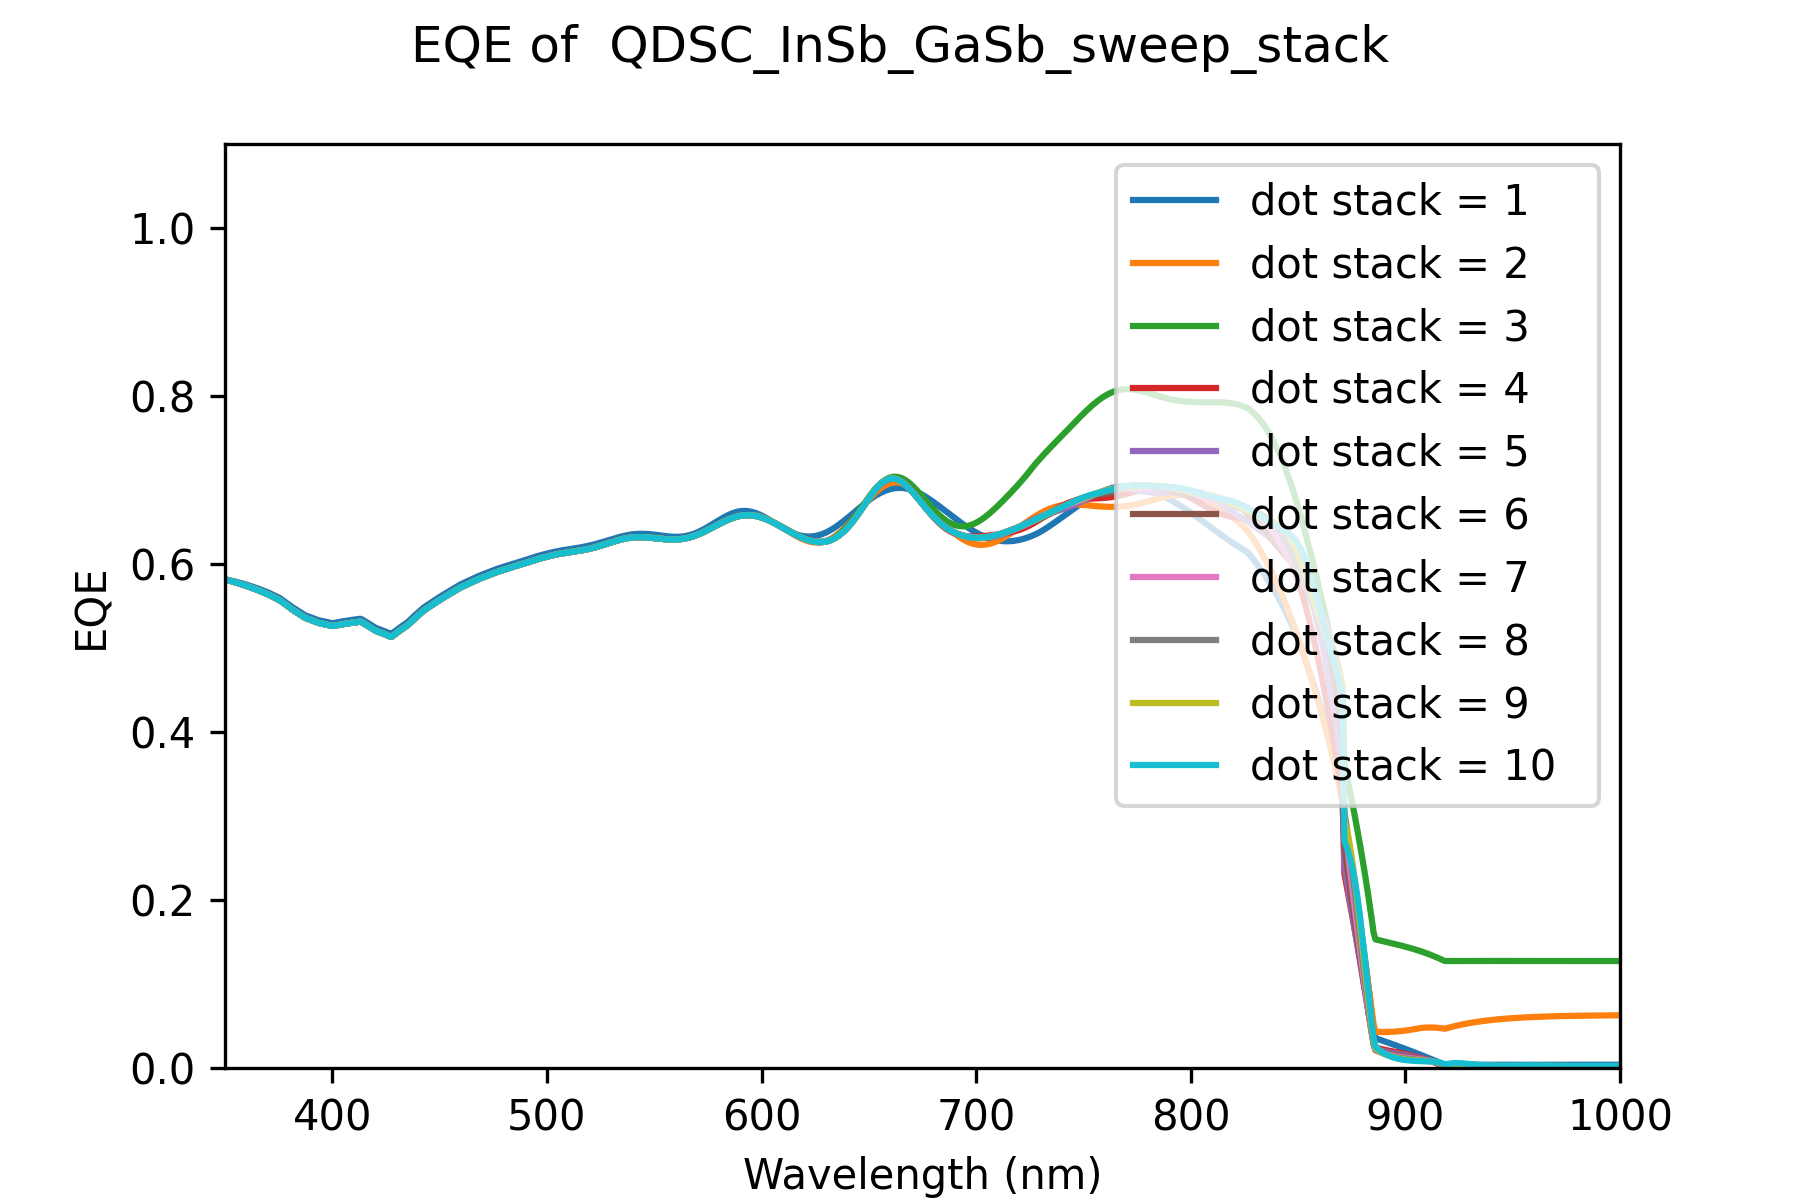 EQE of  QDSC_InSb_GaSb_sweep_stack
dot stack = 1
dot stack = 2
dot stack = 3
dot stack = 4
dot stack = 5
dot stack = 6
dot stack = 7
dot stack = 8
dot stack = 9
dot stack = 10
1.0
0.8
0.6
0.4
0.2
0.0
EQE
400 500 600 700 800 900 1000
Wavelength (nm)